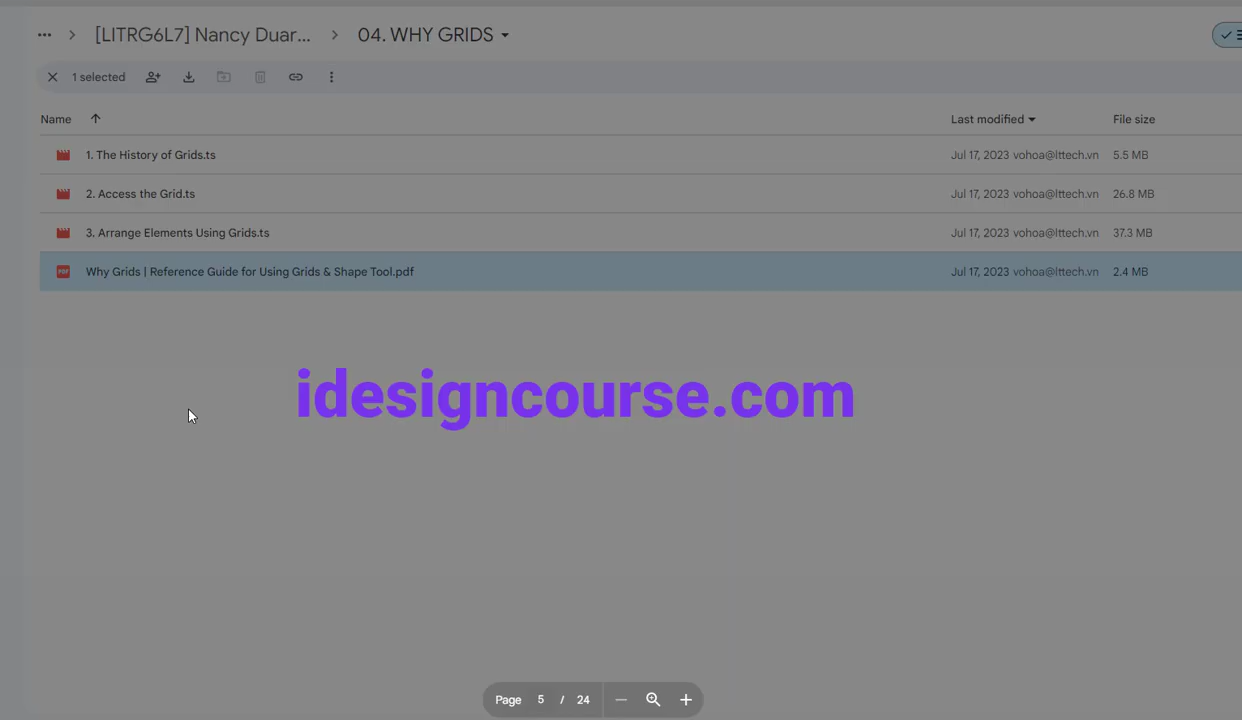 [LITRG6L7] Nancy Duar... 04. WHY GRIDS
1 selected
Name Last modified File size
1. The History of Grids.ts Jul 17, 2023 vohoa@lttech.vn 5.5 MB
2. Access the Grid.ts Jul 17, 2023 vohoa@lttech.vn 26.8 MB
3. Arrange Elements Using Grids.ts Jul 17, 2023 vohoa@lttech.vn 37.3 MB
PDF Why Grids | Reference Guide for Using Grids & Shape Tool.pdf Jul 17, 2023 vohoa@lttech.vn 2.4 MB
idesigncourse.com
Page 5 / 24